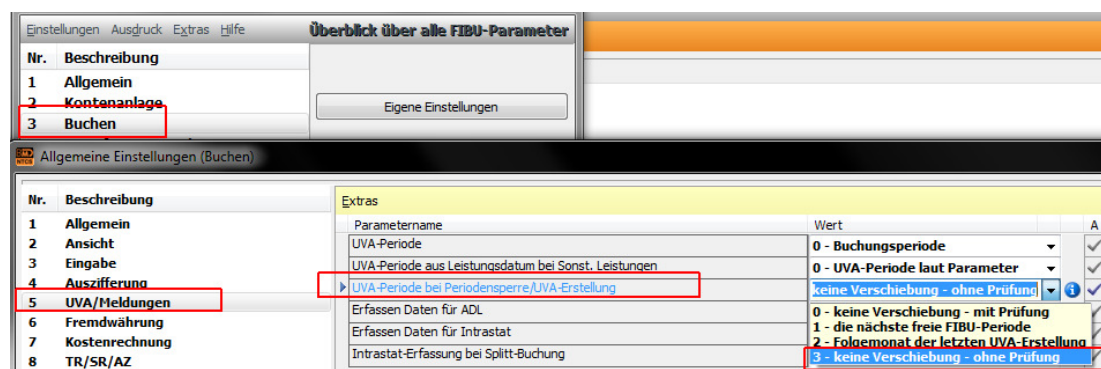 Einstellungen Ausdruck Extras Hilfe
Überblick über alle FIBU-Parameter
Nr. Beschreibung
1 Allgemein
2 Kontenanlage
3 Buchen
Eigene Einstellungen
Allgemeine Einstellungen (Buchen)
Nr. Beschreibung
1 Allgemein
2 Ansicht
3 Eingabe
4 Auszifferung
5 UVA/Meldungen
6 Fremdwährung
7 Kostenrechnung
8 TR/SR/AZ
Extras
Parametername Wert A
UVA-Periode 0 - Buchungsperiode
UVA-Periode aus Leistungsdatum bei Sonst. Leistungen 0 - UVA-Periode laut Parameter
UVA-Periode bei Periodensperre/UVA-Erstellung keine Verschiebung - ohne Prüfung
Erfassen Daten für ADL
Erfassen Daten für Intrastat
Intrastat-Erfassung bei Splitt-Buchung
0 - keine Verschiebung - mit Prüfung
1 - die nächste freie FIBU-Periode
2 - Folgemonat der letzten UVA-Erstellung
3 - keine Verschiebung - ohne Prüfung